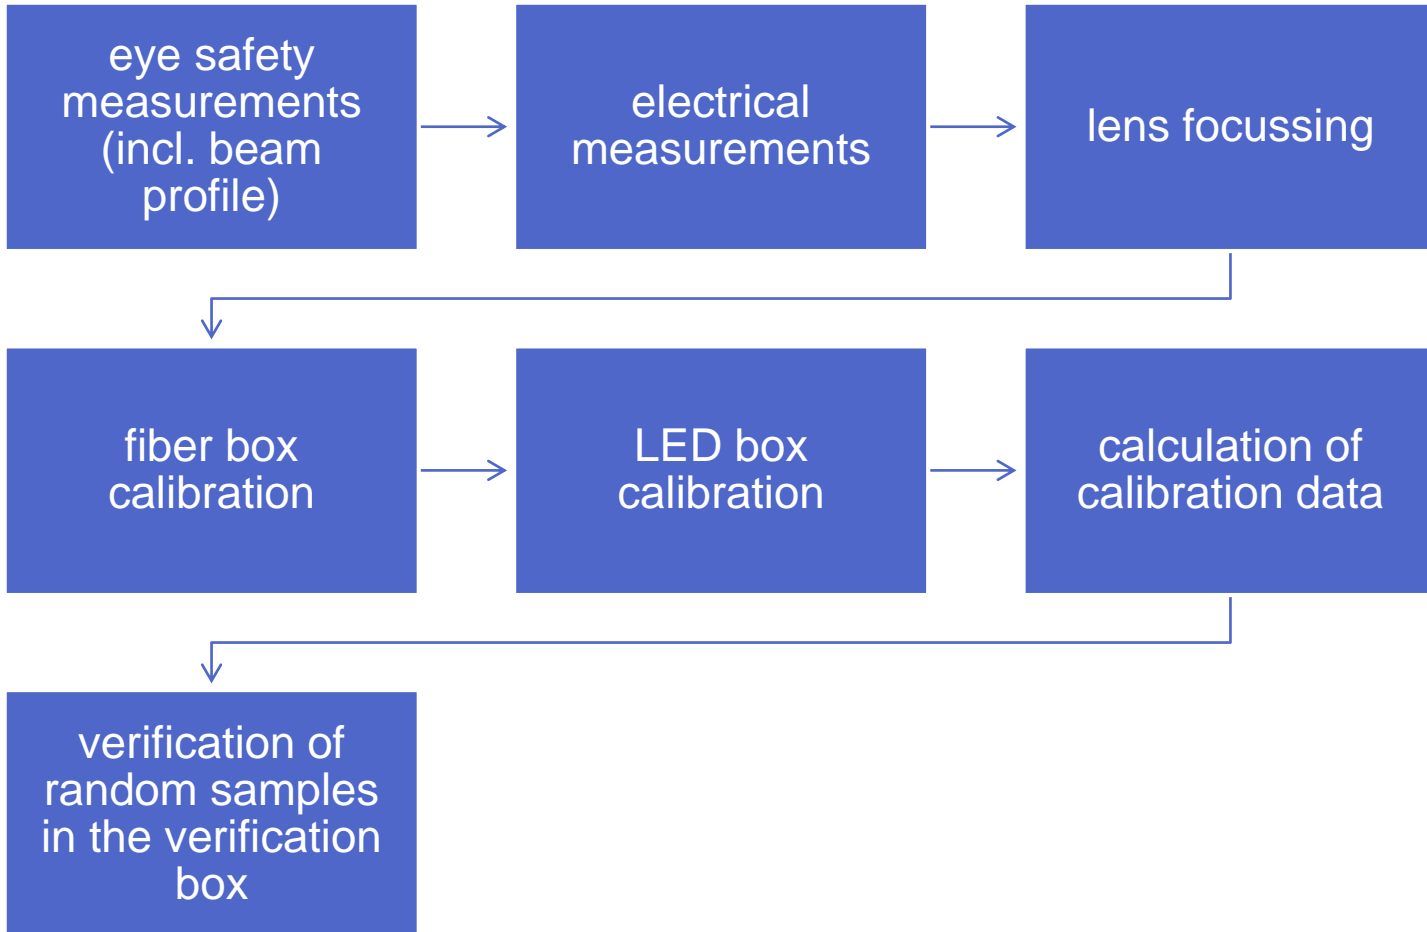 eye safety
measurements
(incl. beam
profile)
electrical
measurements
lens focussing
fiber box
calibration
LED box
calibration
calculation of
calibration data
verification of
random samples
in the verification
box